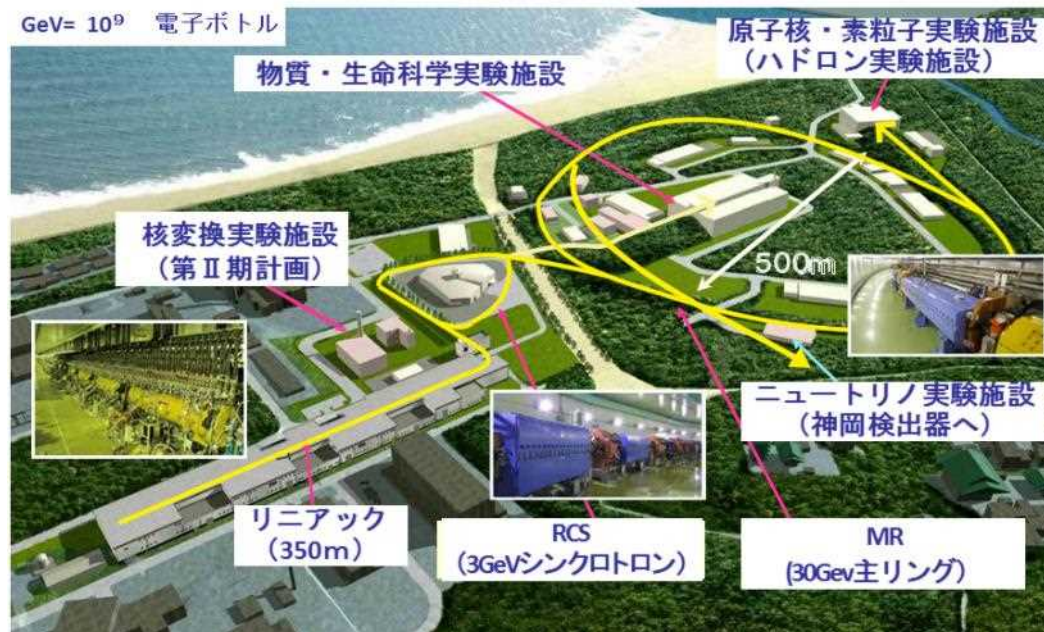 GeV= 10⁹ 電子ボトル
原子核・素粒子実験施設
(ハドロン実験施設)
物質・生命科学実験施設
核変換実験施設
(第Ⅱ期計画)
500m
ニュートリノ実験施設
(神岡検出器へ)
リニアック
(350m)
RCS
(3GeVシンクロトロン)
MR
(30Gev主リング)